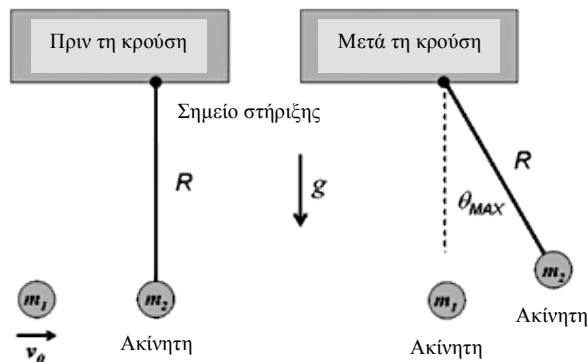 Πριν τη κρούση
Μετά τη κρούση
Σημείο στήριξης
R
g
R
θMAX
m1
v0
m2
Ακίνητη
m1
Ακίνητη
m2
Ακίνητη